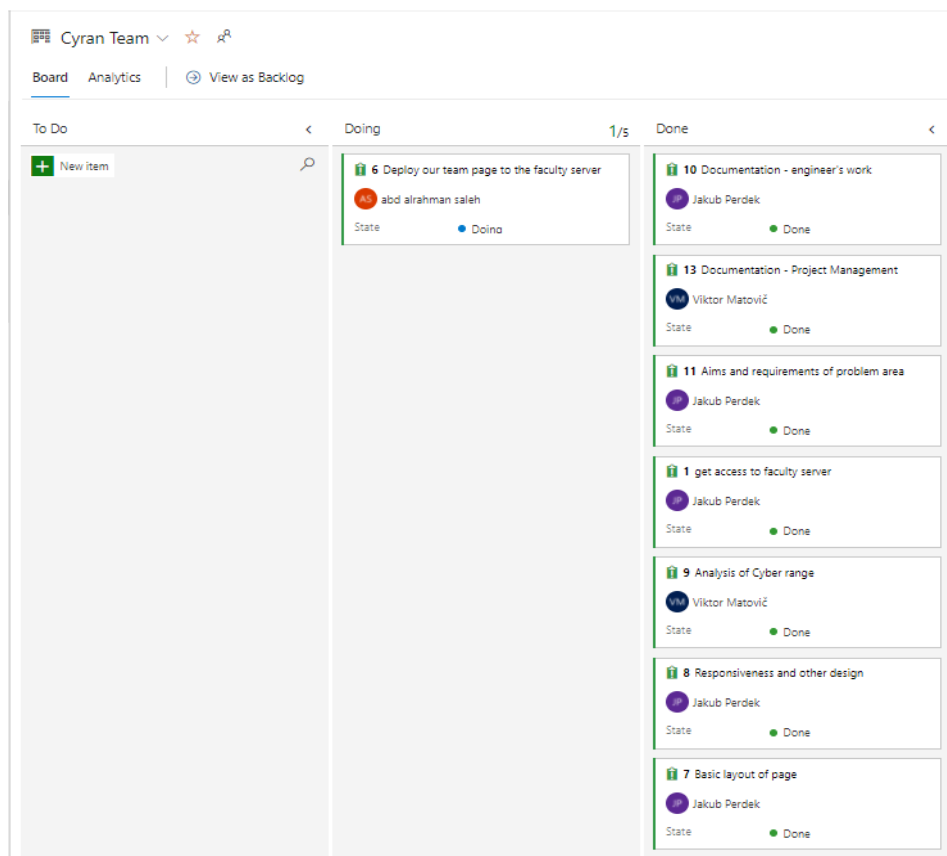 Cyran Team
Board Analytics View as Backlog
To Do
New item
Doing 1/5
6 Deploy our team page to the faculty server
AS abd alrahman saleh
State Doing
Done
10 Documentation - engineer's work
JP Jakub Perdek
State Done
13 Documentation - Project Management
VM Viktor Matovič
State Done
11 Aims and requirements of problem area
JP Jakub Perdek
State Done
1 get access to faculty server
JP Jakub Perdek
State Done
9 Analysis of Cyber range
VM Viktor Matovič
State Done
8 Responsiveness and other design
JP Jakub Perdek
State Done
7 Basic layout of page
JP Jakub Perdek
State Done